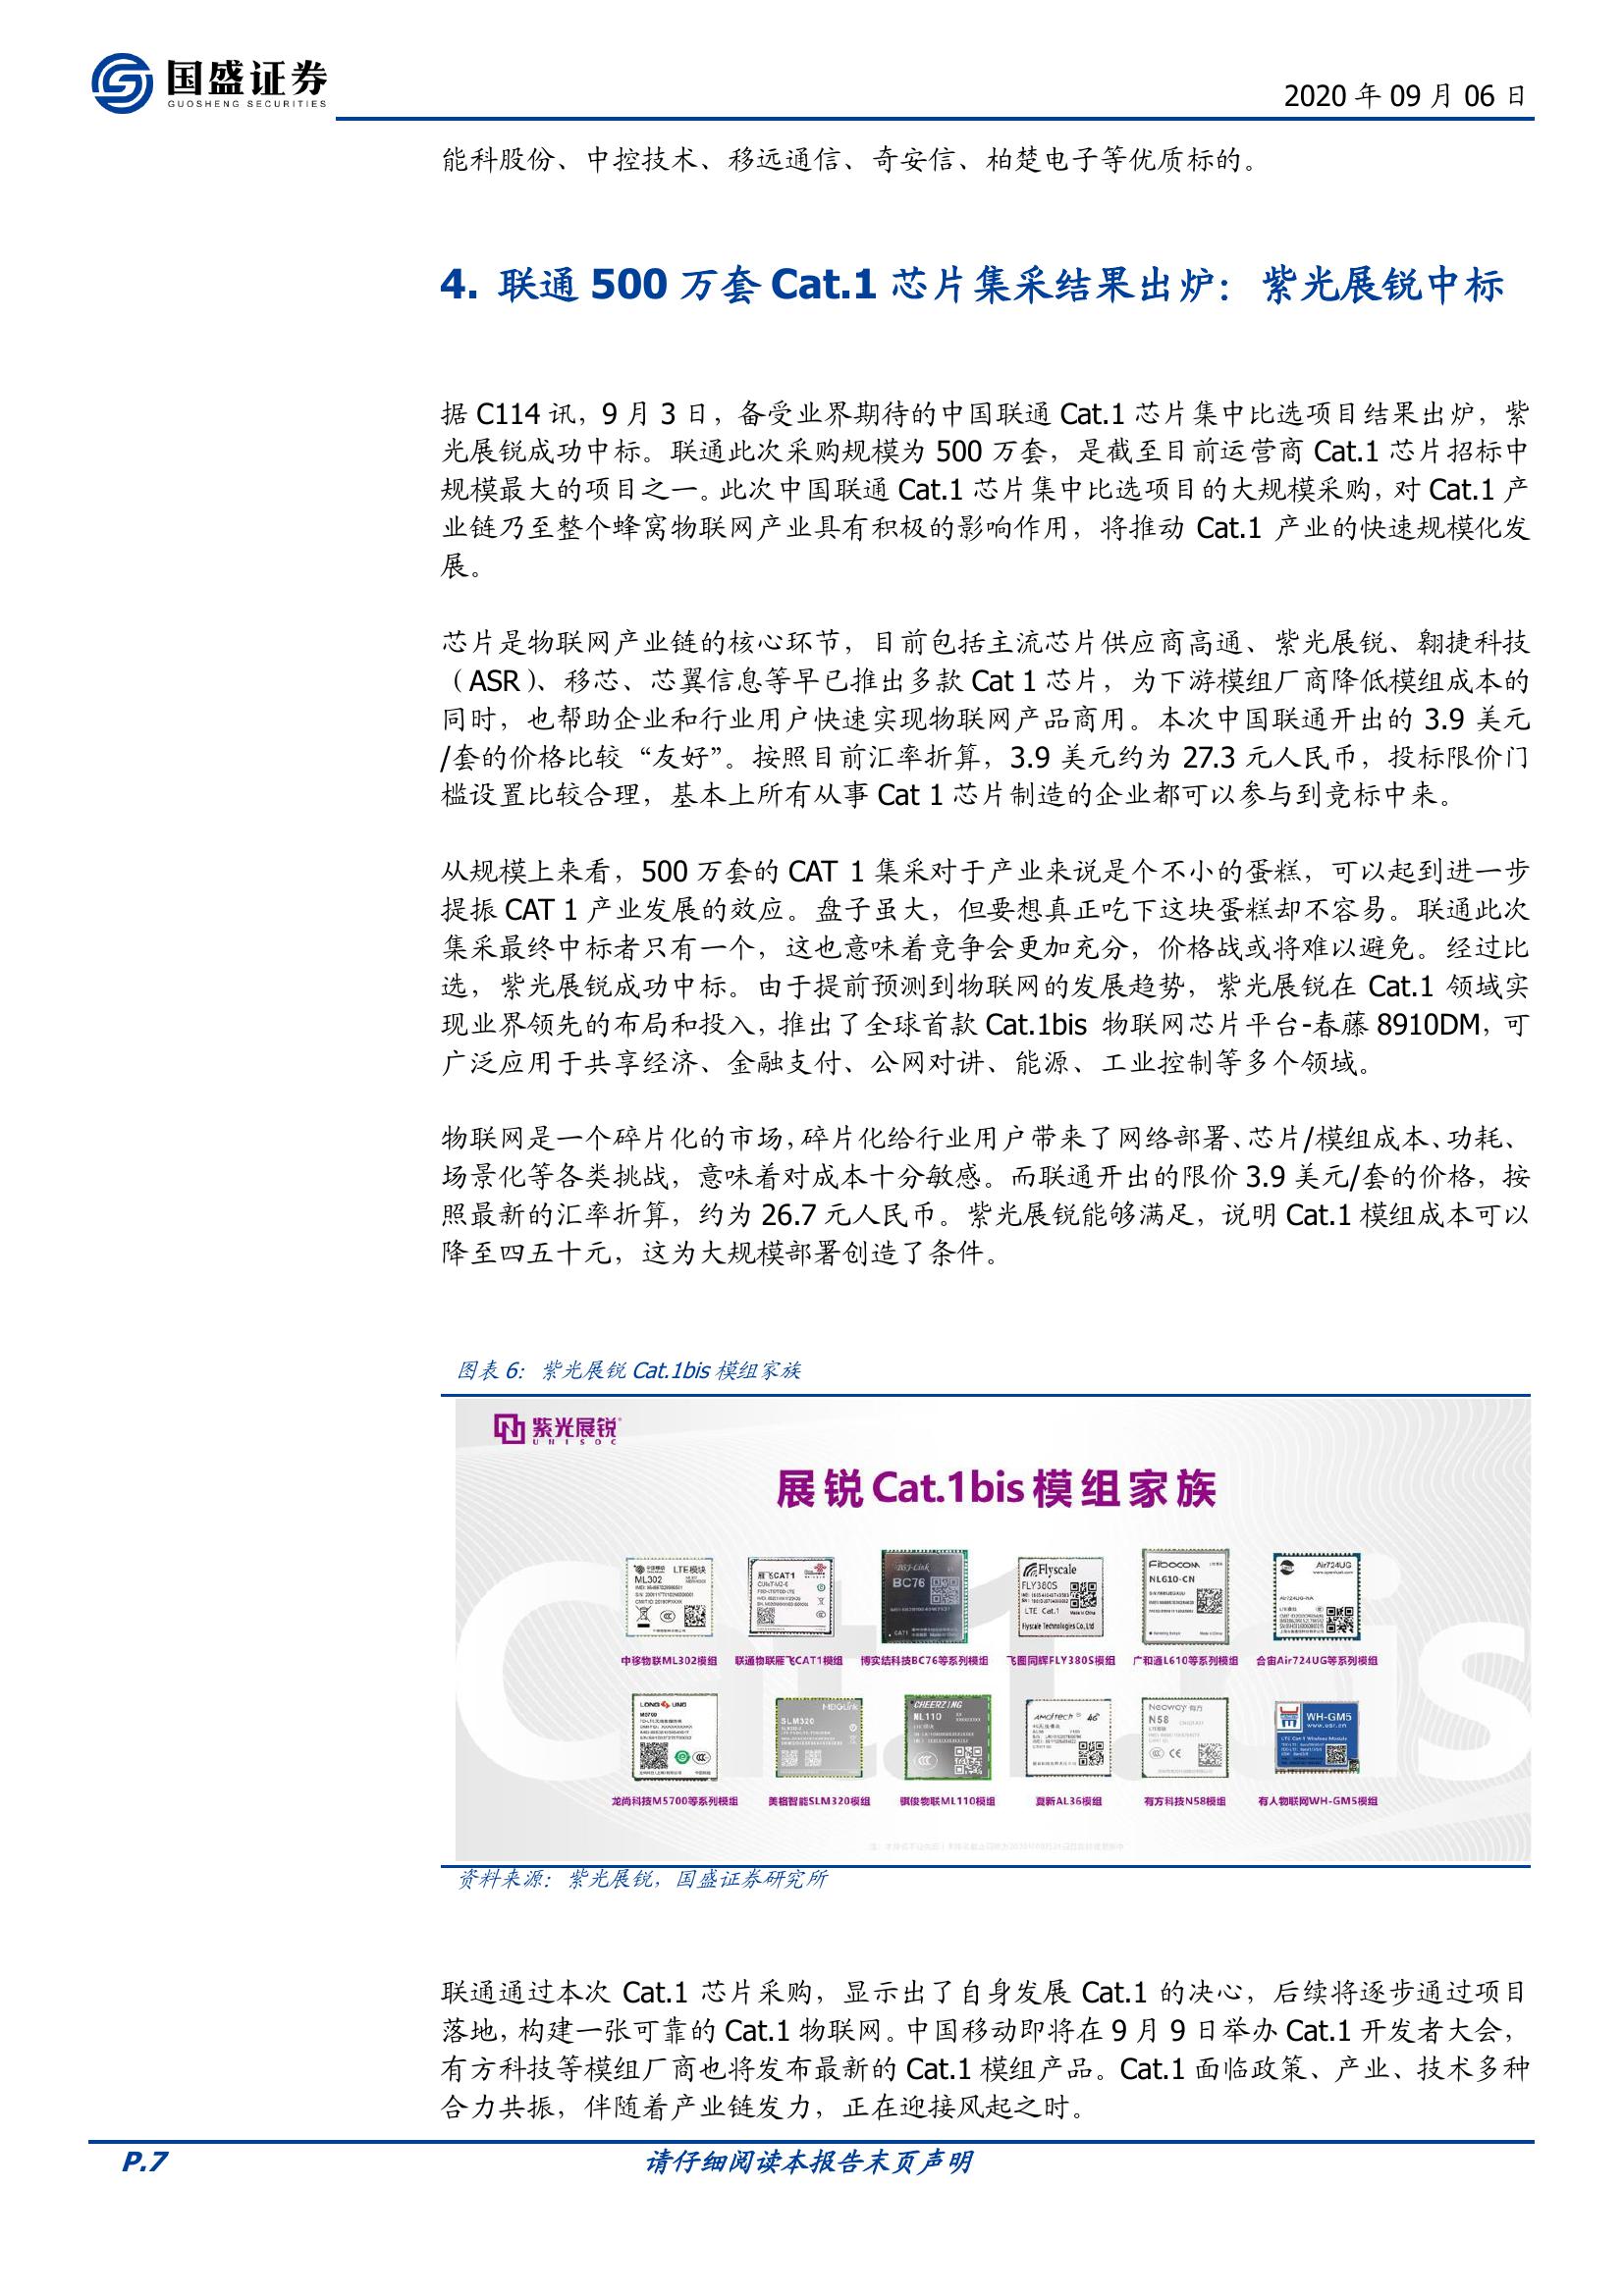 国盛证券
GUOSHENG SECURITIES
2020 年 09 月 06 日
能科股份、中控技术、移远通信、奇安信、柏楚电子等优质标的。
4. 联通 500 万套 Cat.1 芯片集采结果出炉：紫光展锐中标
据 C114 讯，9 月 3 日，备受业界期待的中国联通 Cat.1 芯片集中比选项目结果出炉，紫
光展锐成功中标。联通此次采购规模为 500 万套，是截至目前运营商 Cat.1 芯片招标中
规模最大的项目之一。此次中国联通 Cat.1 芯片集中比选项目的大规模采购，对 Cat.1 产
业链乃至整个蜂窝物联网产业具有积极的影响作用，将推动 Cat.1 产业的快速规模化发
展。
芯片是物联网产业链的核心环节，目前包括主流芯片供应商高通、紫光展锐、翱捷科技
（ASR）、移芯、芯翼信息等早已推出多款 Cat 1 芯片，为下游模组厂商降低模组成本的
同时，也帮助企业和行业用户快速实现物联网产品商用。本次中国联通开出的 3.9 美元
/套的价格比较“友好”。按照目前汇率折算，3.9 美元约为 27.3 元人民币，投标限价门
槛设置比较合理，基本上所有从事 Cat 1 芯片制造的企业都可以参与到竞标中来。
从规模上来看，500 万套的 CAT 1 集采对于产业来说是个不小的蛋糕，可以起到进一步
提振 CAT 1 产业发展的效应。盘子虽大，但要想真正吃下这块蛋糕却不容易。联通此次
集采最终中标者只有一个，这也意味着竞争会更加充分，价格战或将难以避免。经过比
选，紫光展锐成功中标。由于提前预测到物联网的发展趋势，紫光展锐在 Cat.1 领域实
现业界领先的布局和投入，推出了全球首款 Cat.1bis 物联网芯片平台-春藤 8910DM，可
广泛应用于共享经济、金融支付、公网对讲、能源、工业控制等多个领域。
物联网是一个碎片化的市场，碎片化给行业用户带来了网络部署、芯片/模组成本、功耗、
场景化等各类挑战，意味着对成本十分敏感。而联通开出的限价 3.9 美元/套的价格，按
照最新的汇率折算，约为 26.7 元人民币。紫光展锐能够满足，说明 Cat.1 模组成本可以
降至四五十元，这为大规模部署创造了条件。
图表 6： 紫光展锐 Cat.1bis 模组家族
紫光展锐
UNISOC
展锐Cat.1bis模组家族
LTE模块
ML302
雁飞CAT1
BC76
CAT1
Flyscale
FLY380S
LTE Cat.1
Flyscale Technologies Co., Ltd
Fibocom
NL610-CN
Air724UG
中移物联ML302模组
联通物联雁飞CAT1模组
博实结科技BC76等系列模组
飞图同辉FLY380S模组
广和通L610等系列模组
合宙Air724UG等系列模组
LONG SUNG
M5700
MeiGLink
SLM320
CHEERZING
ML110
Amoi Tech 4G
Neoway 有方
N58
WH-GM5
www.usr.cn
龙尚科技M5700等系列模组
美格智能SLM320模组
骐俊物联ML110模组
夏新AL36模组
有方科技N58模组
有人物联网WH-GM5模组
资料来源：紫光展锐，国盛证券研究所
联通通过本次 Cat.1 芯片采购，显示出了自身发展 Cat.1 的决心，后续将逐步通过项目
落地，构建一张可靠的 Cat.1 物联网。中国移动即将在 9 月 9 日举办 Cat.1 开发者大会，
有方科技等模组厂商也将发布最新的 Cat.1 模组产品。Cat.1 面临政策、产业、技术多种
合力共振，伴随着产业链发力，正在迎接风起之时。
P.7
请仔细阅读本报告末页声明